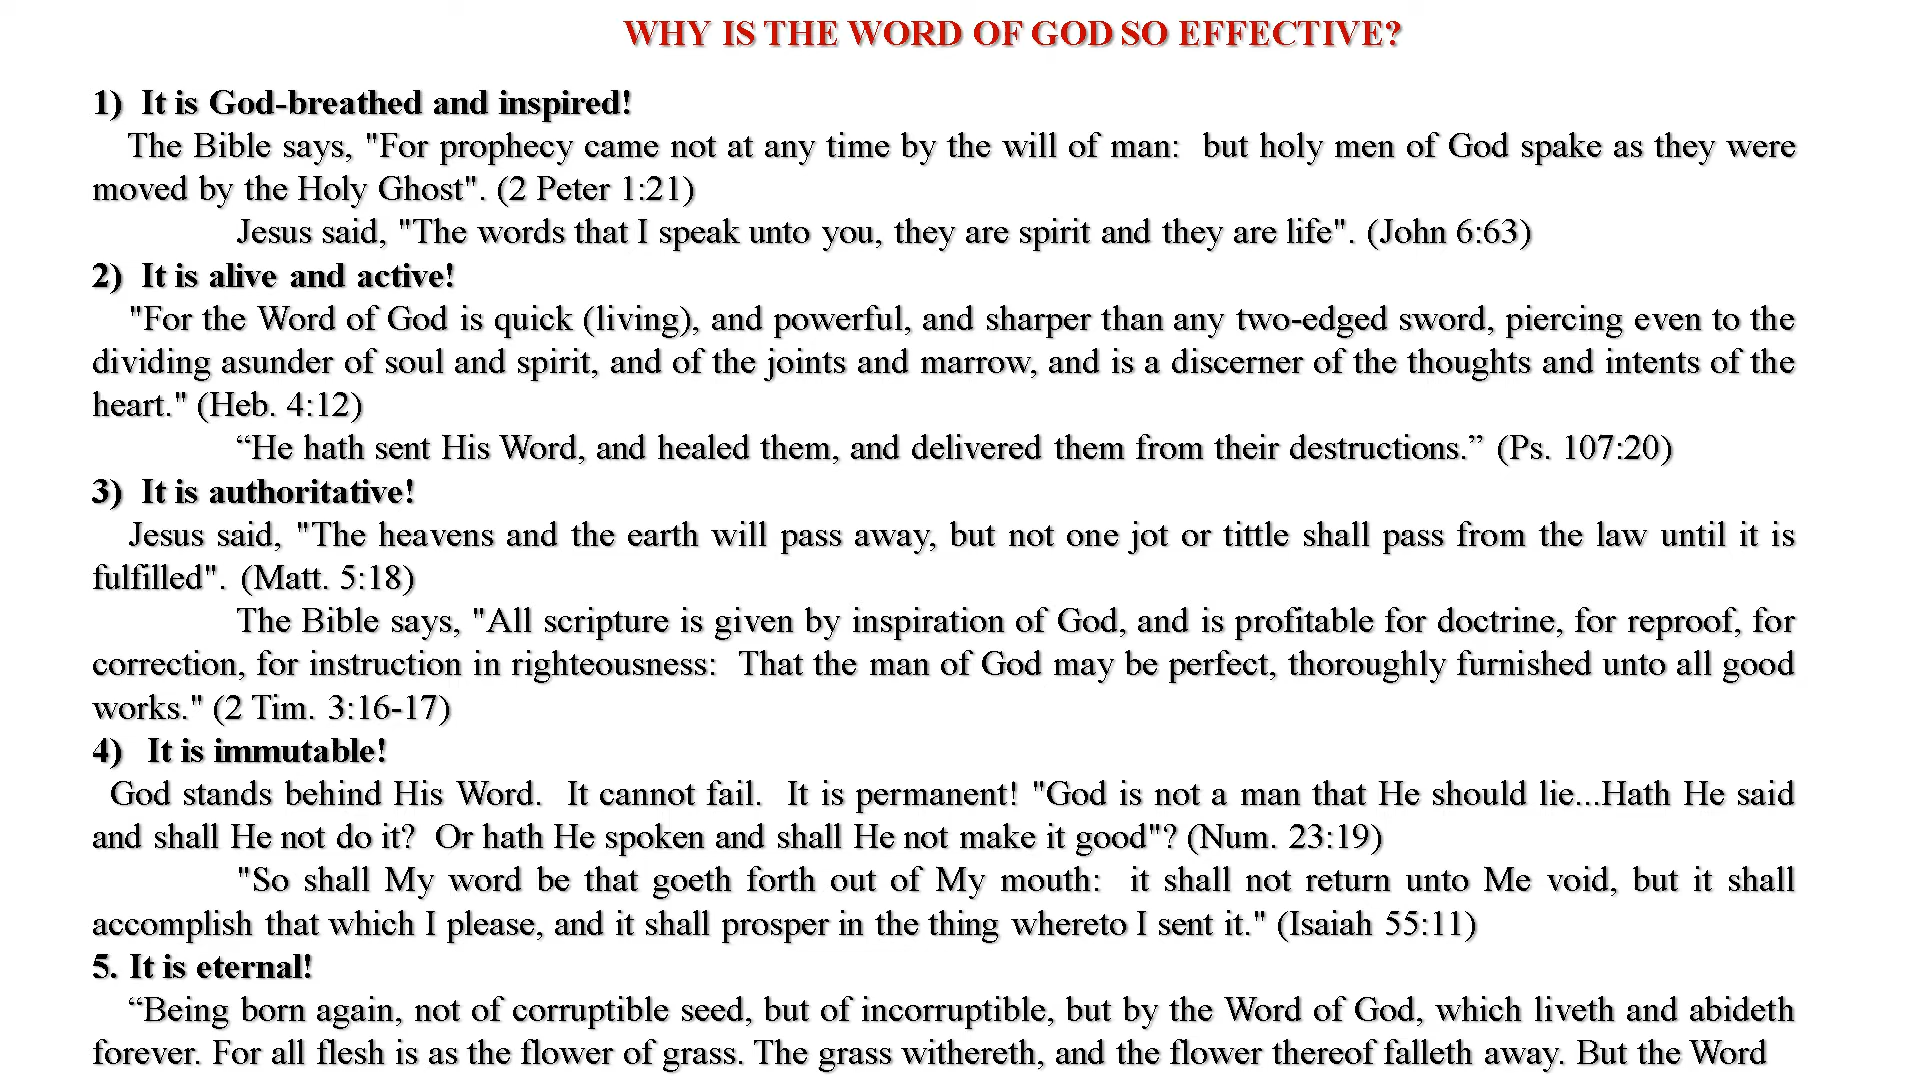 WHY IS THE WORD OF GOD SO EFFECTIVE?
1) It is God-breathed and inspired!
The Bible says, "For prophecy came not at any time by the will of man: but holy men of God spake as they were
moved by the Holy Ghost". (2 Peter 1:21)
Jesus said, "The words that I speak unto you, they are spirit and they are life". (John 6:63)
2) It is alive and active!
"For the Word of God is quick (living), and powerful, and sharper than any two-edged sword, piercing even to the
dividing asunder of soul and spirit, and of the joints and marrow, and is a discerner of the thoughts and intents of the
heart." (Heb. 4:12)
“He hath sent His Word, and healed them, and delivered them from their destructions.” (Ps. 107:20)
3) It is authoritative!
Jesus said, "The heavens and the earth will pass away, but not one jot or tittle shall pass from the law until it is
fulfilled". (Matt. 5:18)
The Bible says, "All scripture is given by inspiration of God, and is profitable for doctrine, for reproof, for
correction, for instruction in righteousness: That the man of God may be perfect, thoroughly furnished unto all good
works." (2 Tim. 3:16-17)
4) It is immutable!
God stands behind His Word. It cannot fail. It is permanent! "God is not a man that He should lie...Hath He said
and shall He not do it? Or hath He spoken and shall He not make it good"? (Num. 23:19)
"So shall My word be that goeth forth out of My mouth: it shall not return unto Me void, but it shall
accomplish that which I please, and it shall prosper in the thing whereto I sent it." (Isaiah 55:11)
5. It is eternal!
“Being born again, not of corruptible seed, but of incorruptible, but by the Word of God, which liveth and abideth
forever. For all flesh is as the flower of grass. The grass withereth, and the flower thereof falleth away. But the Word